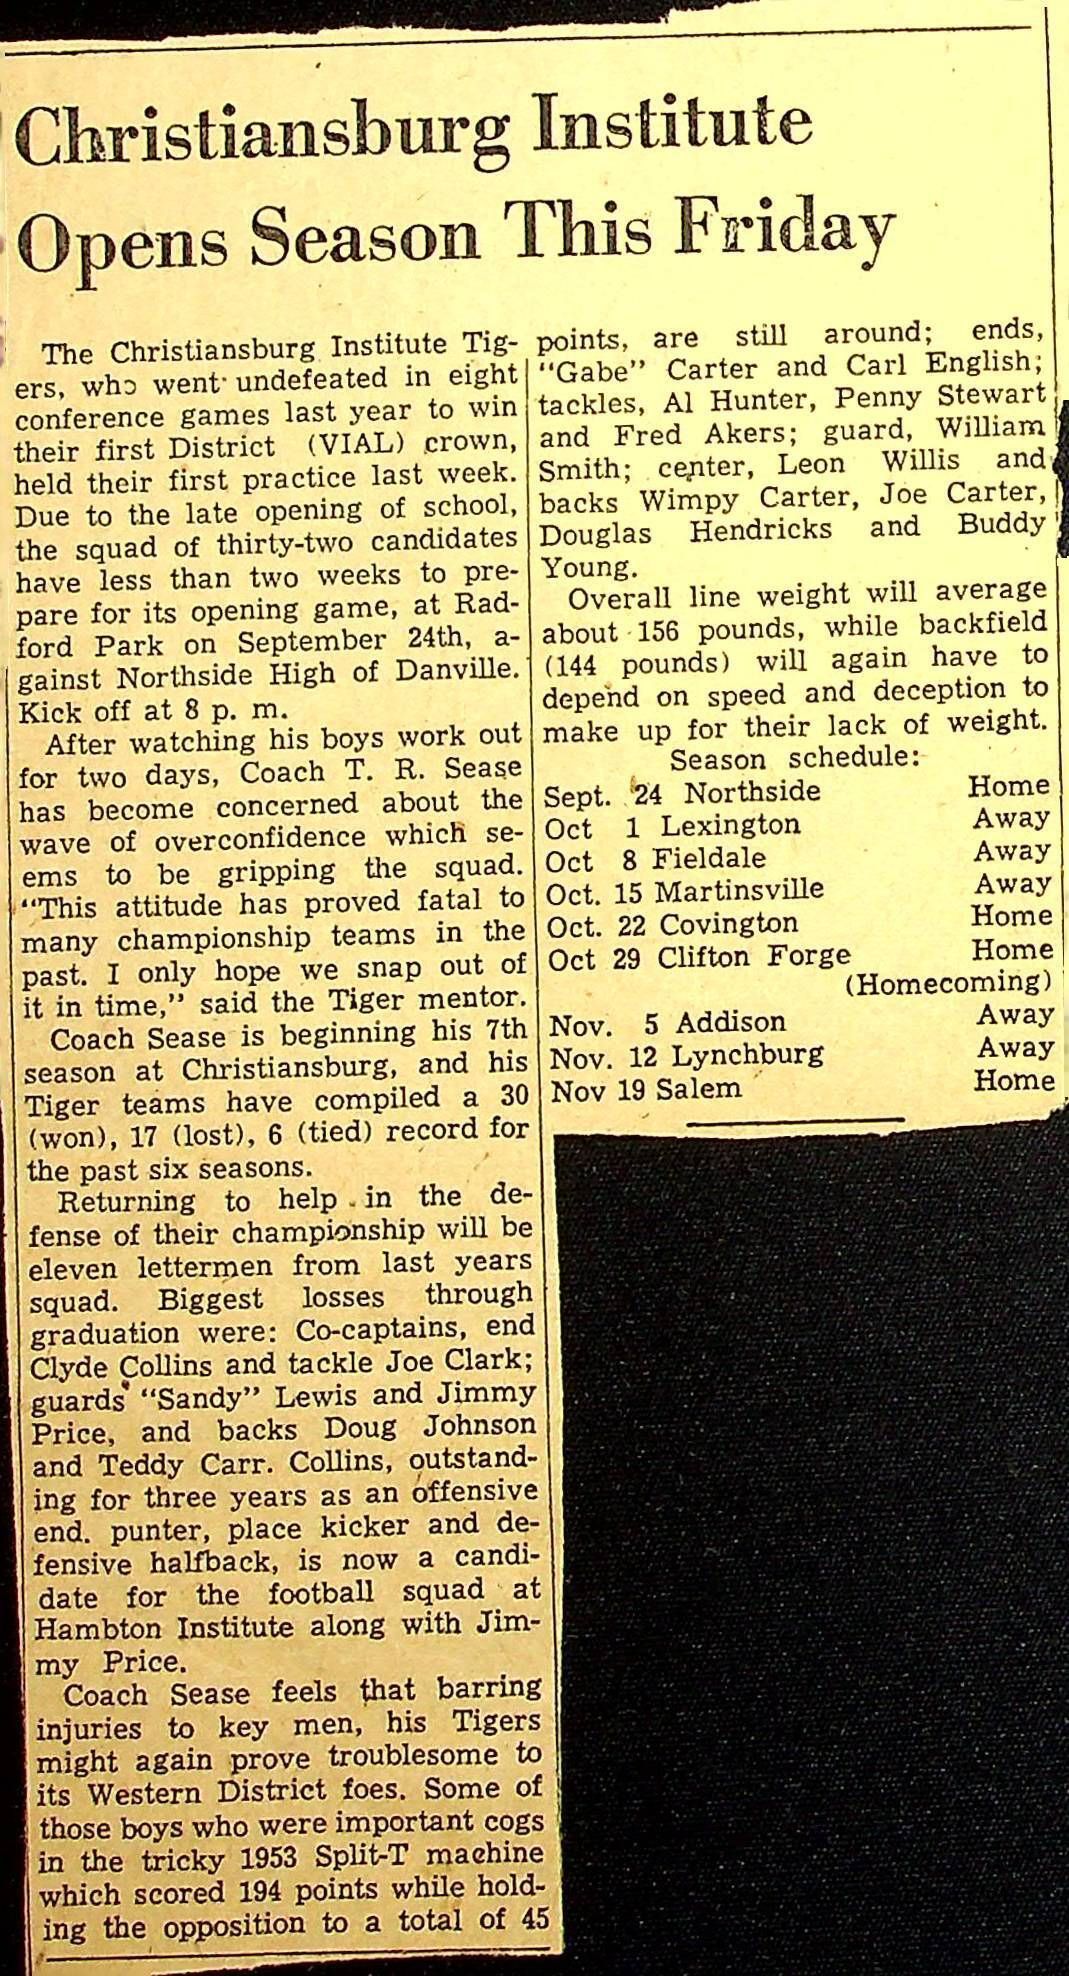 Christiansburg Institute
Opens Season This Friday
The Christiansburg Institute Tig-
ers, who went undefeated in eight
conference games last year to win
their first District (VIAL) crown,
held their first practice last week.
Due to the late opening of school,
the squad of thirty-two candidates
have less than two weeks to pre-
pare for its opening game, at Rad-
ford Park on September 24th, a-
gainst Northside High of Danville.
Kick off at 8 p. m.
After watching his boys work out
for two days, Coach T. R. Sease
has become concerned about the
wave of overconfidence which se-
ems to be gripping the squad.
"This attitude has proved fatal to
many championship teams in the
past. I only hope we snap out of
it in time," said the Tiger mentor.
Coach Sease is beginning his 7th
season at Christiansburg, and his
Tiger teams have compiled a 30
(won), 17 (lost), 6 (tied) record for
the past six seasons.
Returning to help in the de-
fense of their championship will be
eleven lettermen from last years
squad. Biggest losses through
graduation were: Co-captains, end
Clyde Collins and tackle Joe Clark;
guards "Sandy" Lewis and Jimmy
Price, and backs Doug Johnson
and Teddy Carr. Collins, outstand-
ing for three years as an offensive
end. punter, place kicker and de-
fensive halfback, is now a candi-
date for the football squad at
Hambton Institute along with Jim-
my Price.
Coach Sease feels that barring
injuries to key men, his Tigers
might again prove troublesome to
its Western District foes. Some of
those boys who were important cogs
in the tricky 1953 Split-T machine
which scored 194 points while hold-
ing the opposition to a total of 45
points, are still around; ends,
"Gabe" Carter and Carl English;
tackles, Al Hunter, Penny Stewart
and Fred Akers; guard, William
Smith; center, Leon Willis and
backs Wimpy Carter, Joe Carter,
Douglas Hendricks and Buddy
Young.
Overall line weight will average
about 156 pounds, while backfield
(144 pounds) will again have to
depend on speed and deception to
make up for their lack of weight.
Season schedule:
Sept. 24 Northside Home
Oct 1 Lexington Away
Oct 8 Fieldale Away
Oct. 15 Martinsville Away
Oct. 22 Covington Home
Oct 29 Clifton Forge Home
(Homecoming)
Nov. 5 Addison Away
Nov. 12 Lynchburg Away
Nov 19 Salem Home